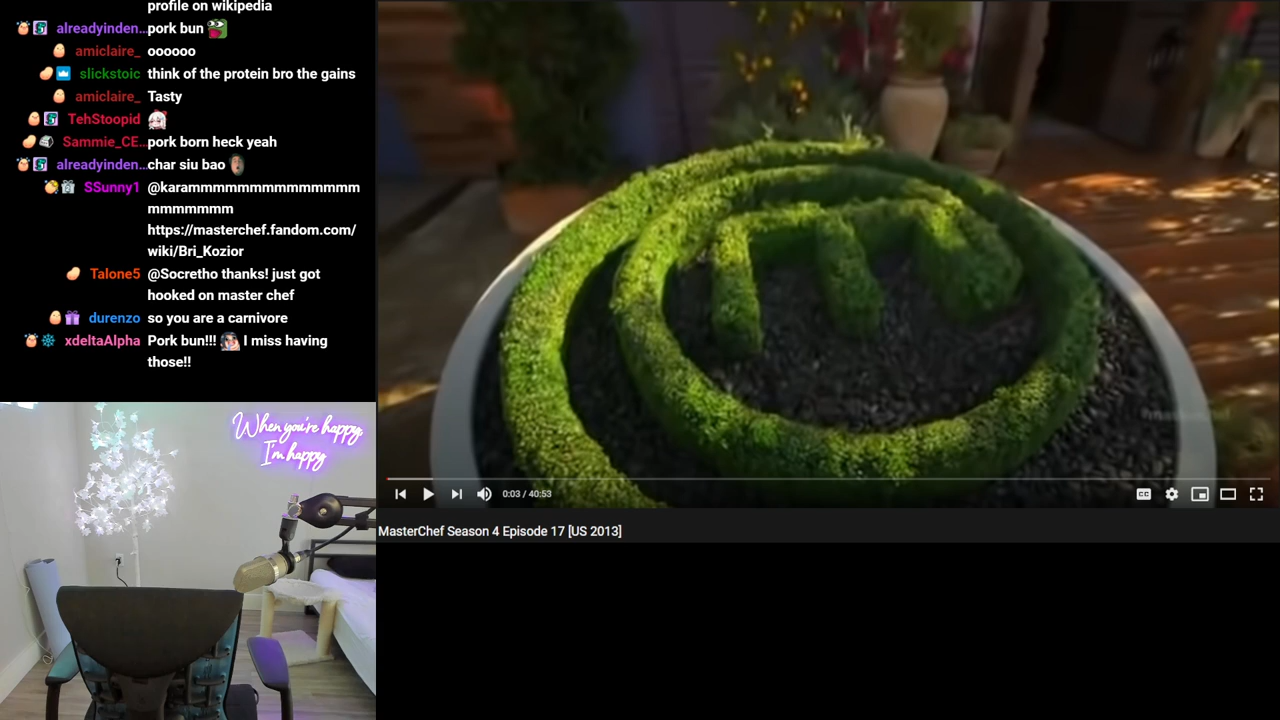 profile on wikipedia
alreadyinden... pork bun
amiclaire_ oooooo
slickstoic think of the protein bro the gains
amiclaire_ Tasty
TehStoopid
Sammie_CE... pork born heck yeah
alreadyinden... char siu bao
SSunny1 @karammmmmmmmmmmmmm
mmmmmmmm
https://masterchef.fandom.com/
wiki/Bri_Kozior
Talone5 @Socretho thanks! just got
hooked on master chef
durenzo so you are a carnivore
xdeltaAlpha Pork bun!!! I miss having
those!!
When you're happy,
I'm happy
0:03 / 40:53
CC
MasterChef Season 4 Episode 17 [US 2013]